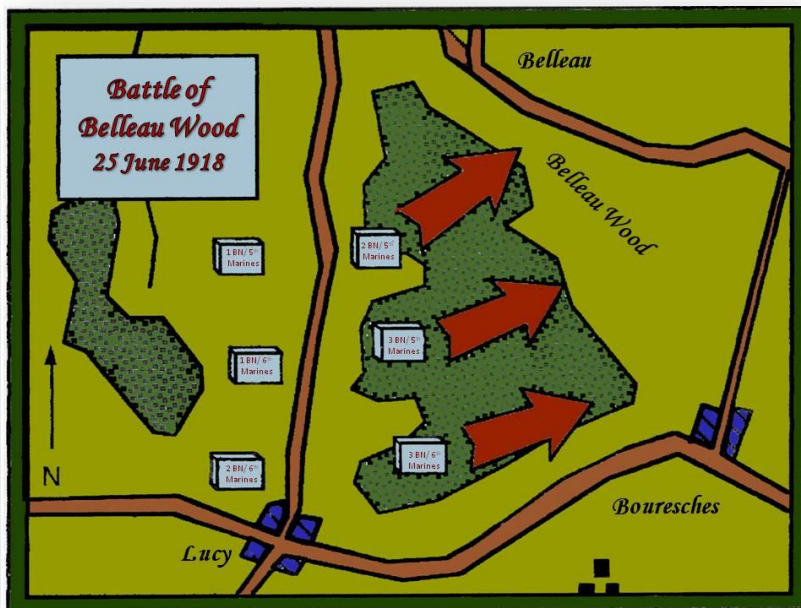 Battle of
Belleau Wood
25 June 1918
Belleau
Belleau Wood
1 BN/ 5th
Marines
2 BN/ 5th
Marines
3 BN/ 5th
Marines
1 BN/ 6th
Marines
3 BN/ 6th
Marines
2 BN/ 6th
Marines
N
Bouresches
Lucy